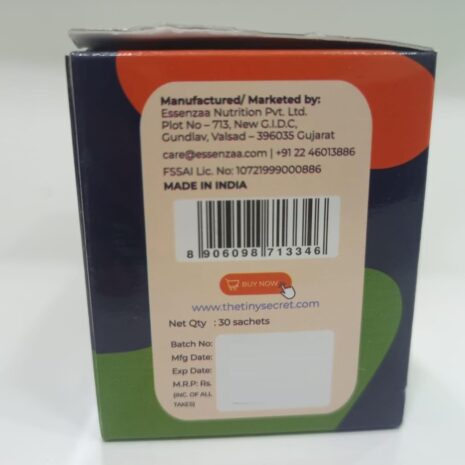 Manufactured/ Marketed by:
Essenzaa Nutrition Pvt. Ltd.
Plot No – 713, New G.I.D.C,
Gundlav, Valsad – 396035 Gujarat
care@essenzaa.com | +91 22 46013886
FSSAI Lic. No: 10721999000886
MADE IN INDIA
8 906098 713346
BUY NOW
www.thetinysecret.com
Net Qty : 30 sachets
Batch No:
Mfg Date:
Exp Date:
M.R.P: Rs.
(INC. OF ALL
TAXES)